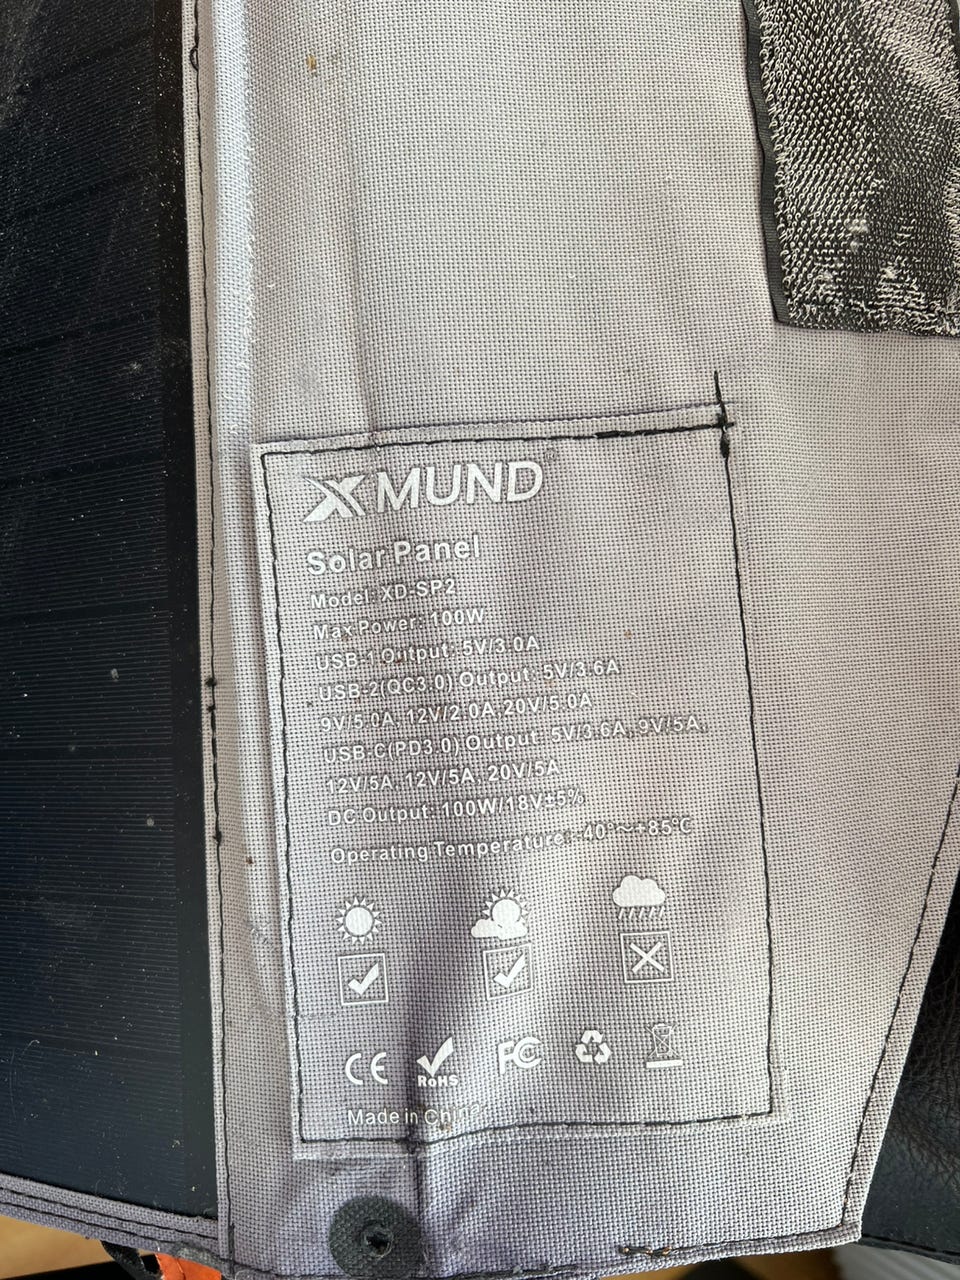 XMUND®
Solar Panel
Model: XD-SP2
Max Power: 100W
USB-1 Output: 5V/3.0A
USB-2(QC3.0) Output: 5V/3.6A
9V/5.0A, 12V/2.0A,20V/5.0A
USB-C(PD3.0) Output: 5V/3.6A, 9V/5A,
12V/5A, 12V/5A, 20V/5A
DC Output: 100W/18V±5%
Operating Temperature: -40°~+85°C
CE RoHS FC
Made in China